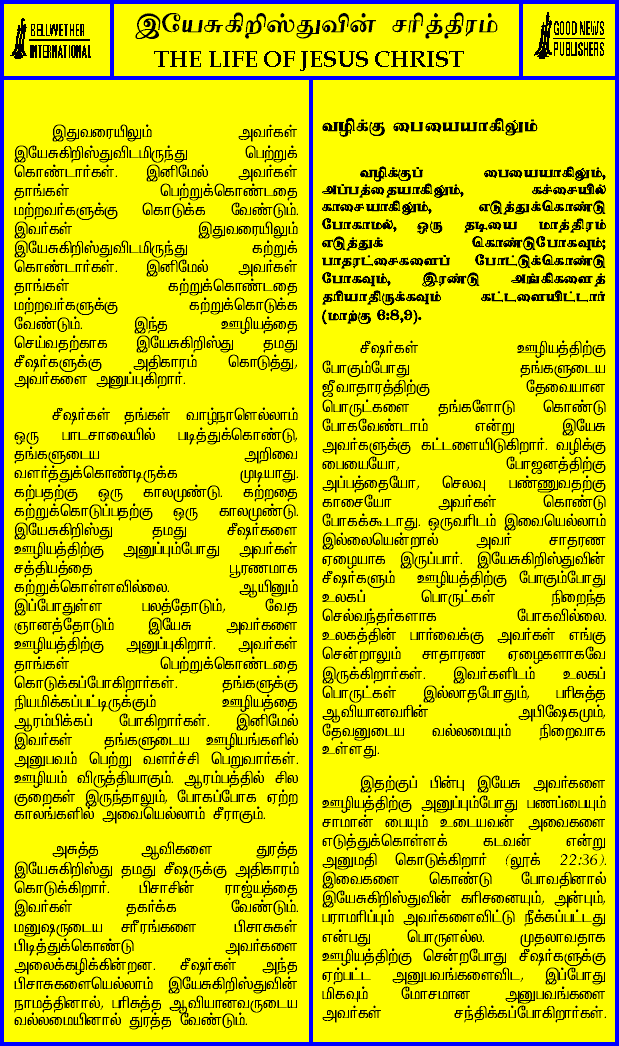 BELLWETHER
INTERNATIONAL
இயேசுகிறிஸ்துவின் சரித்திரம்
THE LIFE OF JESUS CHRIST
GOOD NEWS
PUBLISHERS
இதுவரையிலும் அவர்கள்
இயேசுகிறிஸ்துவிடமிருந்து பெற்றுக்
கொண்டார்கள். இனிமேல் அவர்கள்
தாங்கள் பெற்றுக்கொண்டதை
மற்றவர்களுக்கு கொடுக்க வேண்டும்.
இவர்கள் இதுவரையிலும்
இயேசுகிறிஸ்துவிடமிருந்து கற்றுக்
கொண்டார்கள். இனிமேல் அவர்கள்
தாங்கள் கற்றுக்கொண்டதை
மற்றவர்களுக்கு கற்றுக்கொடுக்க
வேண்டும். இந்த ஊழியத்தை
செய்வதற்காக இயேசுகிறிஸ்து தமது
சீஷர்களுக்கு அதிகாரம் கொடுத்து,
அவர்களை அனுப்புகிறார்.
சீஷர்கள் தங்கள் வாழ்நாளெல்லாம்
ஒரு பாடசாலையில் படித்துக்கொண்டு,
தங்களுடைய அறிவை
வளர்த்துக்கொண்டிருக்க முடியாது.
கற்பதற்கு ஒரு காலமுண்டு. கற்றதை
கற்றுக்கொடுப்பதற்கு ஒரு காலமுண்டு.
இயேசுகிறிஸ்து தமது சீஷர்களை
ஊழியத்திற்கு அனுப்பும்போது அவர்கள்
சத்தியத்தை பூரணமாக
கற்றுக்கொள்ளவில்லை. ஆயினும்
இப்போதுள்ள பலத்தோடும், வேத
ஞானத்தோடும் இயேசு அவர்களை
ஊழியத்திற்கு அனுப்புகிறார். அவர்கள்
தாங்கள் பெற்றுக்கொண்டதை
கொடுக்கப்போகிறார்கள். தங்களுக்கு
நியமிக்கப்பட்டிருக்கும் ஊழியத்தை
ஆரம்பிக்கப் போகிறார்கள். இனிமேல்
இவர்கள் தங்களுடைய ஊழியங்களில்
அனுபவம் பெற்று வளர்ச்சி பெறுவார்கள்.
ஊழியம் விருத்தியாகும். ஆரம்பத்தில் சில
குறைகள் இருந்தாலும், போகப்போக ஏற்ற
காலங்களில் அவையெல்லாம் சீராகும்.
அசுத்த ஆவிகளை துரத்த
இயேசுகிறிஸ்து தமது சீஷருக்கு அதிகாரம்
கொடுக்கிறார். பிசாசின் ராஜ்யத்தை
இவர்கள் தகர்க்க வேண்டும்.
மனுஷருடைய சரீரங்களை பிசாசுகள்
பிடித்துக்கொண்டு அவர்களை
அலைக்கழிக்கின்றன. சீஷர்கள் அந்த
பிசாசுகளையெல்லாம் இயேசுகிறிஸ்துவின்
நாமத்தினால், பரிசுத்த ஆவியானவருடைய
வல்லமையினால் துரத்த வேண்டும்.
வழிக்கு பையையாகிலும்
வழிக்குப் பையையாகிலும்,
அப்பத்தையாகிலும், கச்சையில்
காசையாகிலும், எடுத்துக்கொண்டு
போகாமல், ஒரு தடியை மாத்திரம்
எடுத்துக் கொண்டுபோகவும்;
பாதரட்சைகளைப் போட்டுக்கொண்டு
போகவும், இரண்டு அங்கிகளைத்
தரியாதிருக்கவும் கட்டளையிட்டார்
(மாற்கு 6:8,9).
சீஷர்கள் ஊழியத்திற்கு
போகும்போது தங்களுடைய
ஜீவாதாரத்திற்கு தேவையான
பொருட்களை தங்களோடு கொண்டு
போகவேண்டாம் என்று இயேசு
அவர்களுக்கு கட்டளையிடுகிறார். வழிக்கு
பையையோ, போஜனத்திற்கு
அப்பத்தையோ, செலவு பண்ணுவதற்கு
காசையோ அவர்கள் கொண்டு
போகக்கூடாது. ஒருவரிடம் இவையெல்லாம்
இல்லையென்றால் அவர் சாதரண
ஏழையாக இருப்பார். இயேசுகிறிஸ்துவின்
சீஷர்களும் ஊழியத்திற்கு போகும்போது
உலகப் பொருட்கள் நிறைந்த
செல்வந்தர்களாக போகவில்லை.
உலகத்தின் பார்வைக்கு அவர்கள் எங்கு
சென்றாலும் சாதாரண ஏழைகளாகவே
இருக்கிறார்கள். இவர்களிடம் உலகப்
பொருட்கள் இல்லாதபோதும், பரிசுத்த
ஆவியானவரின் அபிஷேகமும்,
தேவனுடைய வல்லமையும் நிறைவாக
உள்ளது.
இதற்குப் பின்பு இயேசு அவர்களை
ஊழியத்திற்கு அனுப்பும்போது பணப்பையும்
சாமான் பையும் உடையவன் அவைகளை
எடுத்துக்கொள்ளக் கடவன் என்று
அனுமதி கொடுக்கிறார் (லூக் 22:36).
இவைகளை கொண்டு போவதினால்
இயேசுகிறிஸ்துவின் கரிசனையும், அன்பும்,
பராமரிப்பும் அவர்களைவிட்டு நீக்கப்பட்டது
என்பது பொருளல்ல. முதலாவதாக
ஊழியத்திற்கு சென்றபோது சீஷர்களுக்கு
ஏற்பட்ட அனுபவங்களைவிட, இப்போது
மிகவும் மோசமான அனுபவங்களை
அவர்கள் சந்திக்கப்போகிறார்கள்.